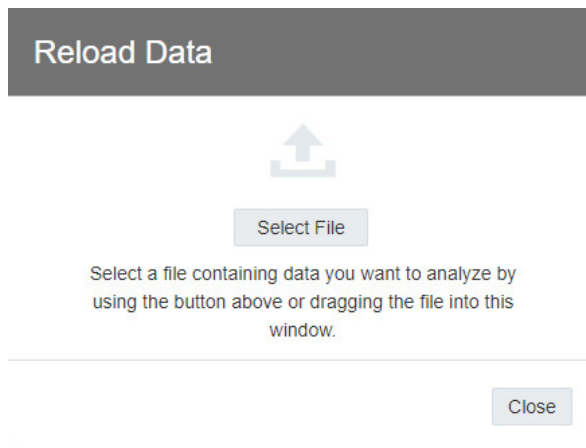 Reload Data
Select File
Select a file containing data you want to analyze by
using the button above or dragging the file into this
window.
Close